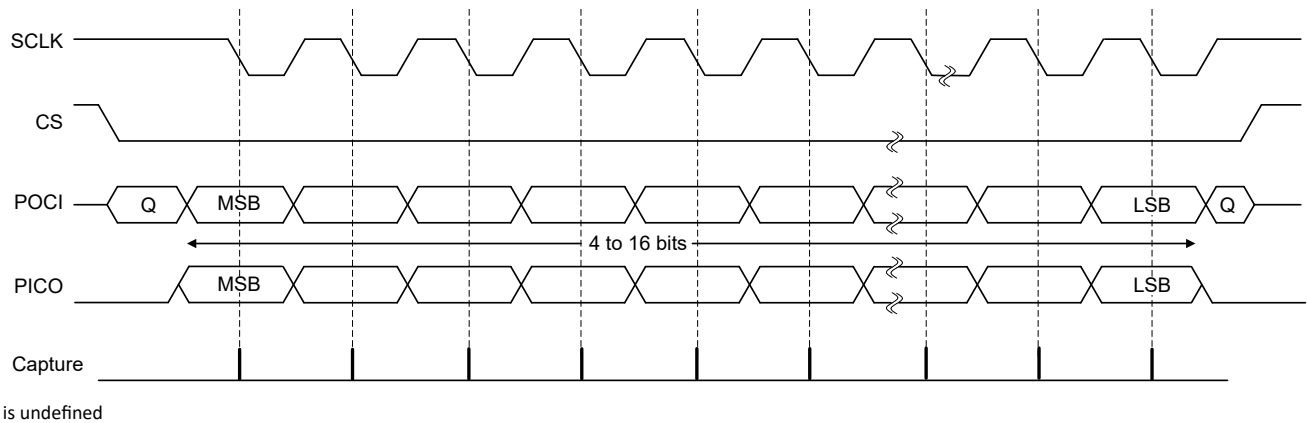 SCLK
CS
POCI Q MSB LSB Q
4 to 16 bits
PICO MSB LSB
Capture
is undefined